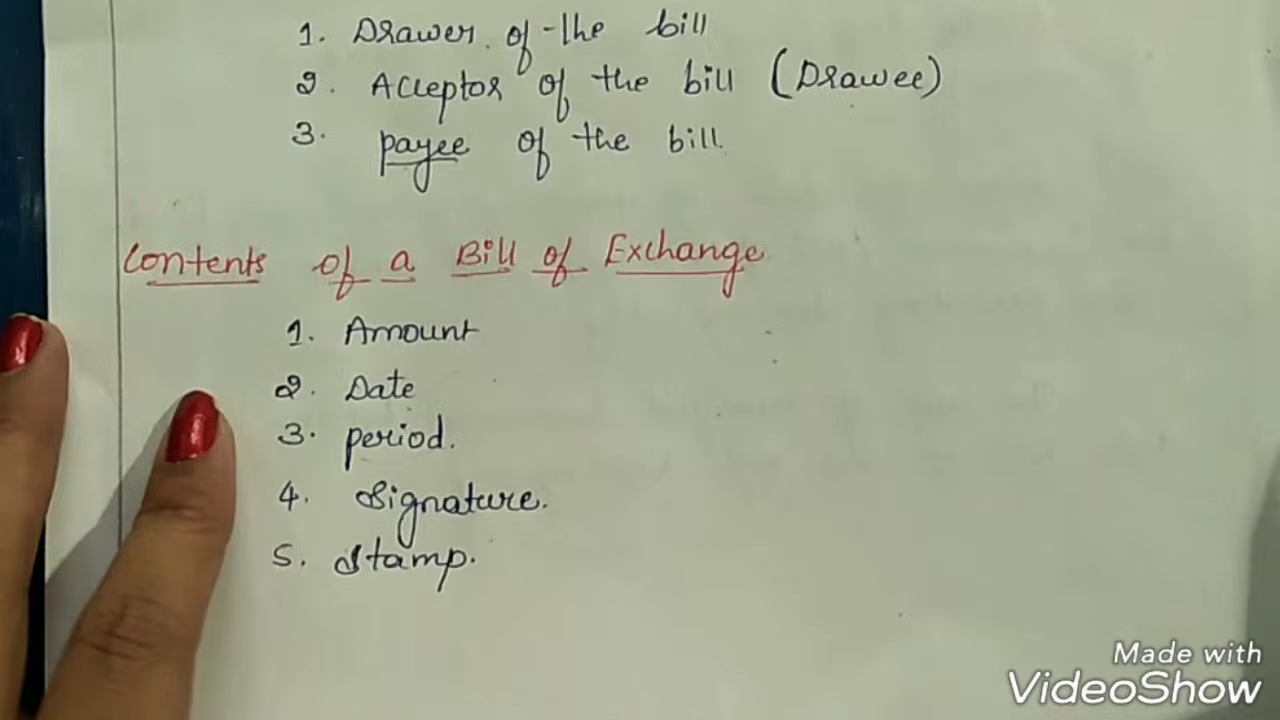 1. Drawer of the bill
2. Acceptor of the bill (Drawee)
3. payee of the bill
Contents of a Bill of Exchange
1. Amount
2. Date
3. period.
4. Signature.
5. Stamp.
Made with
VideoShow